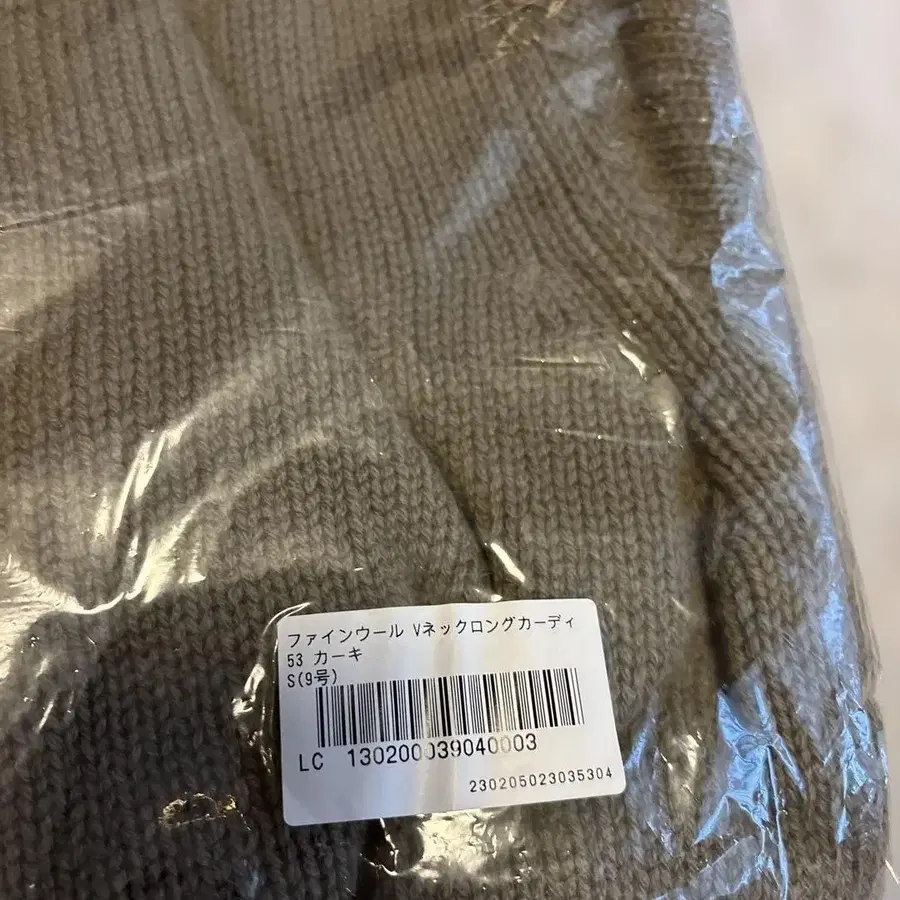 ファインウール Vネックロングカーディ
53 カーキ
S(9号)
LC 130200039040003
230205023035304